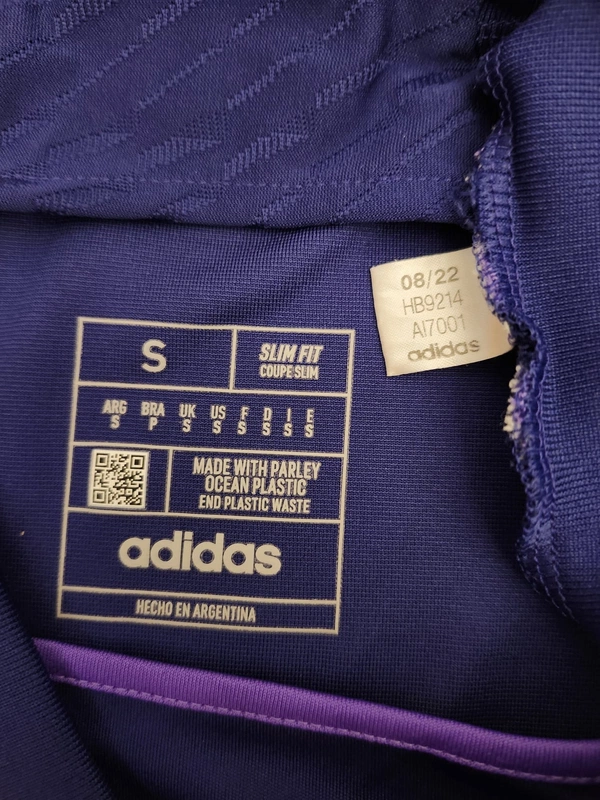 08/22
HB9214
AI7001
adidas
S
SLIM FIT
COUPE SLIM
ARG BRA UK US F D I E
S P S S S S S S
MADE WITH PARLEY
OCEAN PLASTIC
END PLASTIC WASTE
adidas
HECHO EN ARGENTINA